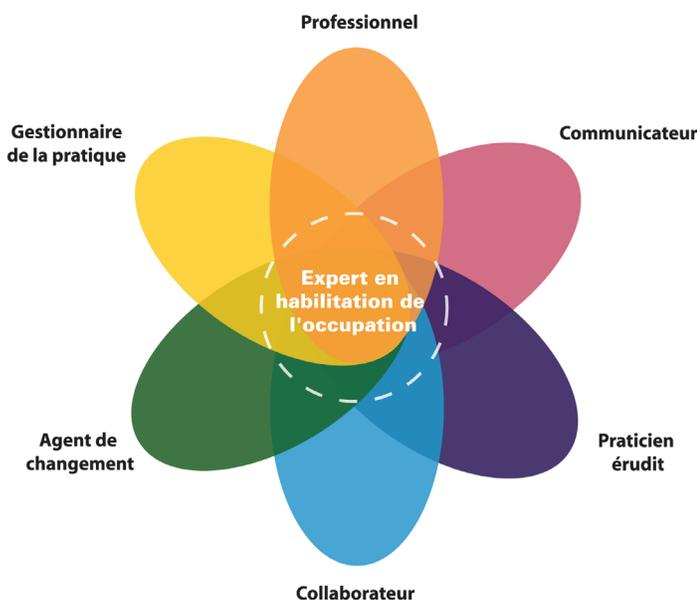 Professionnel
Gestionnaire
de la pratique
Communicateur
Expert en
habilitation de
l'occupation
Agent de
changement
Praticien
érudit
Collaborateur